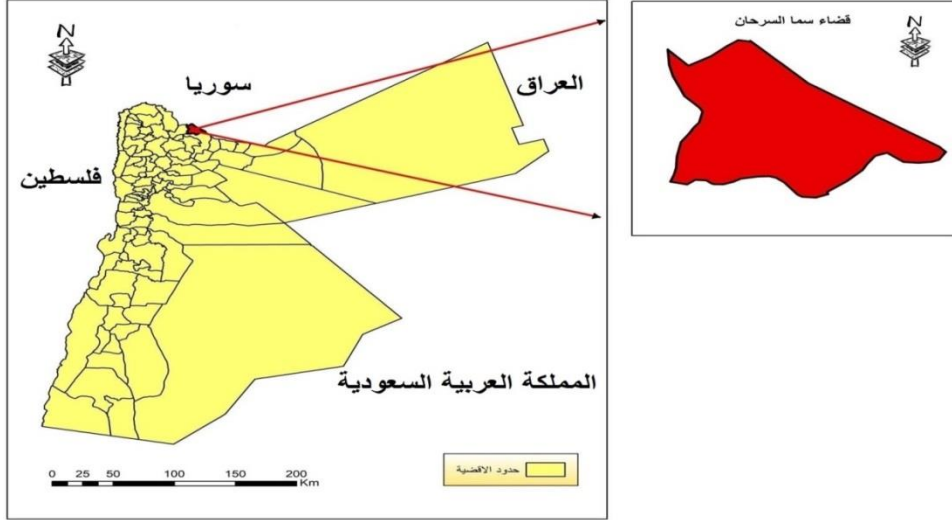 N
سوريا
العراق
فلسطين
المملكة العربية السعودية
0 25 50 100 150 200
Km
حدود الاقضية
قضاء سما السرحان
N